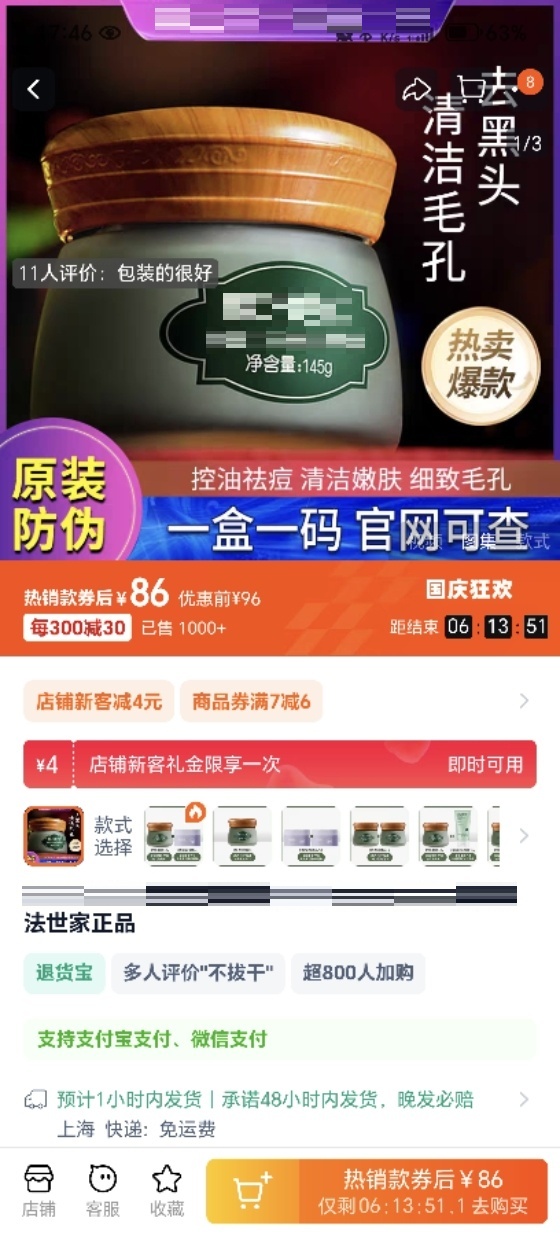 7:46
63%
8
去黑头
清洁毛孔
1/3
11人评价：包装的很好
净含量:145g
热卖
爆款
原装
防伪
控油祛痘 清洁嫩肤 细致毛孔
一盒一码 官网可查
视频 图集 款式
热销款券后¥86 优惠前¥96
国庆狂欢
每300减30 已售 1000+
距结束 06:13:51
店铺新客减4元 商品券满7减6
¥4 店铺新客礼金限享一次 即时可用
款式
选择
法世家正品
退货宝 多人评价"不拔干" 超800人加购
支持支付宝支付、微信支付
预计1小时内发货 | 承诺48小时内发货，晚发必赔
上海 快递: 免运费
店铺
客服
收藏
热销款券后¥86
仅剩06:13:51.1去购买